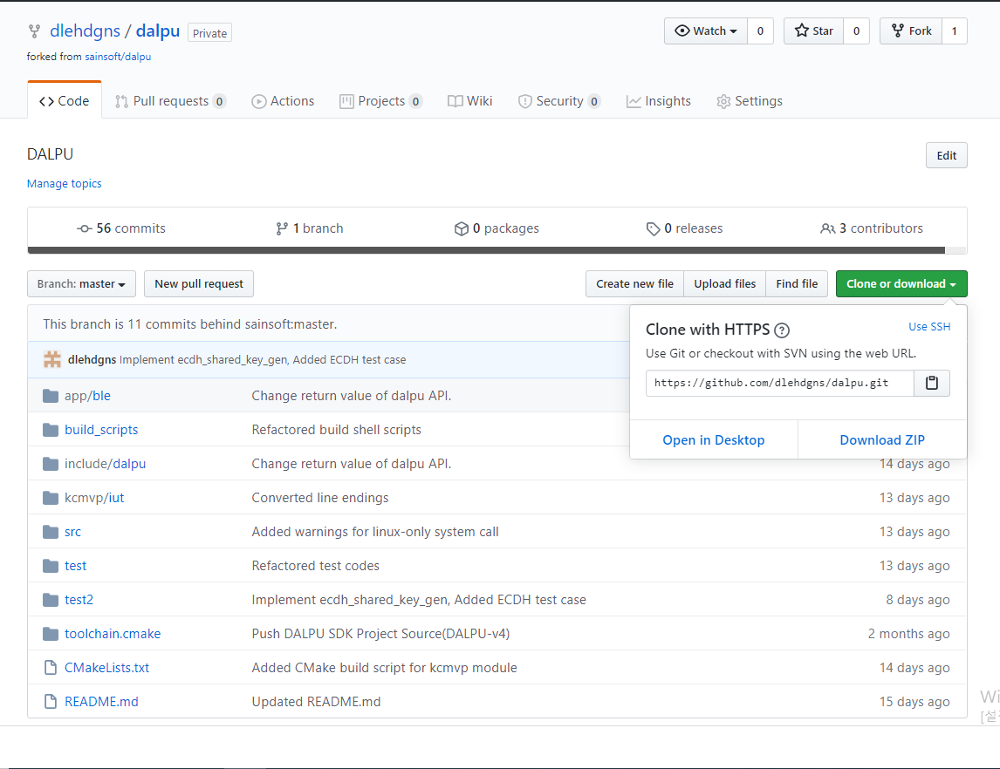 dlehdgns / dalpu Private Watch 0 Star 0 Fork 1
forked from sainsoft/dalpu
Code Pull requests 0 Actions Projects 0 Wiki Security 0 Insights Settings
DALPU Edit
Manage topics
56 commits 1 branch 0 packages 0 releases 3 contributors
Branch: master New pull request Create new file Upload files Find file Clone or download
This branch is 11 commits behind sainsoft:master.
Clone with HTTPS ? Use SSH
Use Git or checkout with SVN using the web URL.
https://github.com/dlehdgns/dalpu.git
Open in Desktop Download ZIP
dlehdgns Implement ecdh_shared_key_gen, Added ECDH test case
app/ble Change return value of dalpu API.
build_scripts Refactored build shell scripts
include/dalpu Change return value of dalpu API. 14 days ago
kcmvp/iut Converted line endings 13 days ago
src Added warnings for linux-only system call 13 days ago
test Refactored test codes 13 days ago
test2 Implement ecdh_shared_key_gen, Added ECDH test case 8 days ago
toolchain.cmake Push DALPU SDK Project Source(DALPU-v4) 2 months ago
CMakeLists.txt Added CMake build script for kcmvp module 14 days ago
README.md Updated README.md 15 days ago